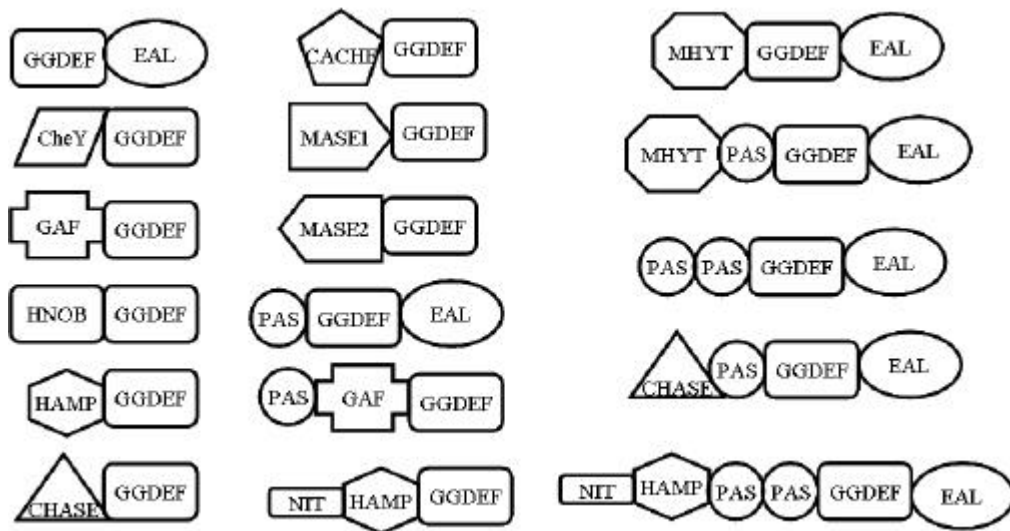 GGDEF EAL
CheY GGDEF
GAF GGDEF
HNOB GGDEF
HAMP GGDEF
CHASE GGDEF
CACHE GGDEF
MASE1 GGDEF
MASE2 GGDEF
PAS GGDEF EAL
PAS GAF GGDEF
NIT HAMP GGDEF
MHYT GGDEF EAL
MHYT PAS GGDEF EAL
PAS PAS GGDEF EAL
CHASE PAS GGDEF EAL
NIT HAMP PAS PAS GGDEF EAL